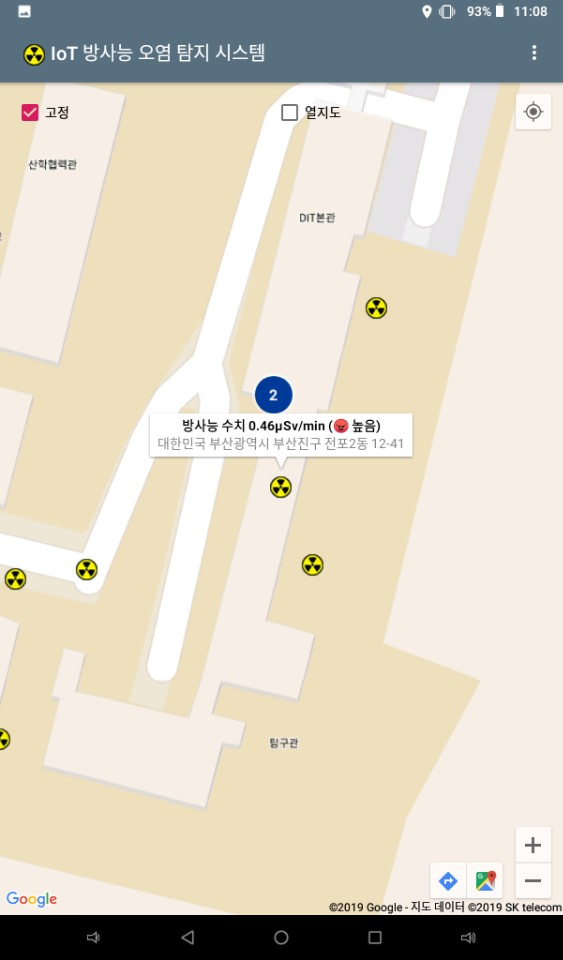 93% 11:08
IoT 방사능 오염 탐지 시스템
고정
열지도
산학협력관
DIT본관
2
방사능 수치 0.46µSv/min (😡 높음)
대한민국 부산광역시 부산진구 전포2동 12-41
탐구관
Google
©2019 Google - 지도 데이터 ©2019 SK telecom